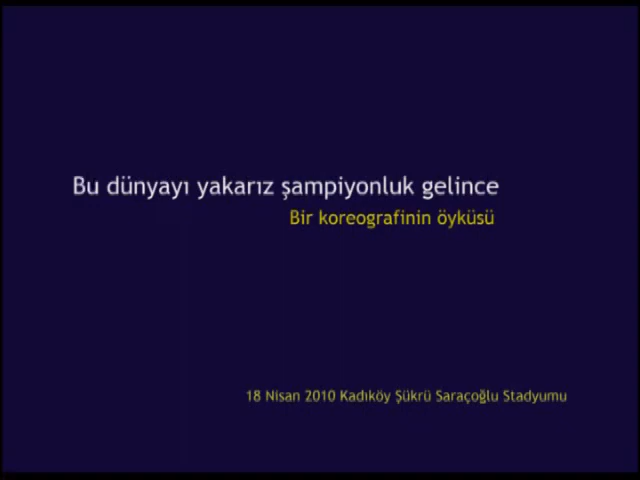 Bu dünyayı yakarız şampiyonluk gelince
Bir koreografinin öyküsü
18 Nisan 2010 Kadıköy Şükrü Saraçoğlu Stadyumu